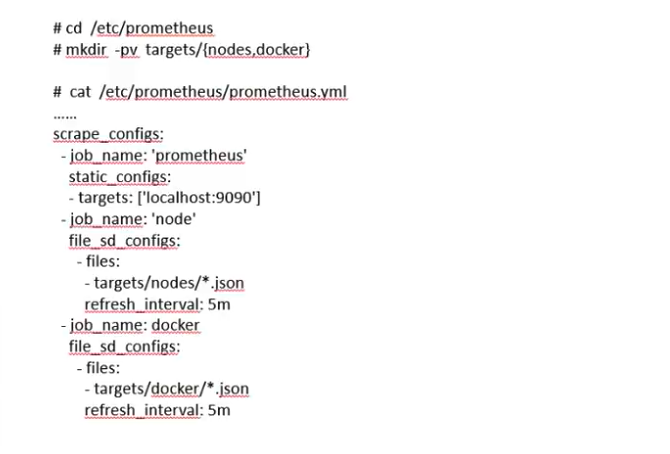 # cd /etc/prometheus
# mkdir -pv targets/{nodes,docker}
# cat /etc/prometheus/prometheus.yml
......
scrape_configs:
- job_name: 'prometheus'
static_configs:
- targets: ['localhost:9090']
- job_name: 'node'
file_sd_configs:
- files:
- targets/nodes/*.json
refresh_interval: 5m
- job_name: docker
file_sd_configs:
- files:
- targets/docker/*.json
refresh_interval: 5m